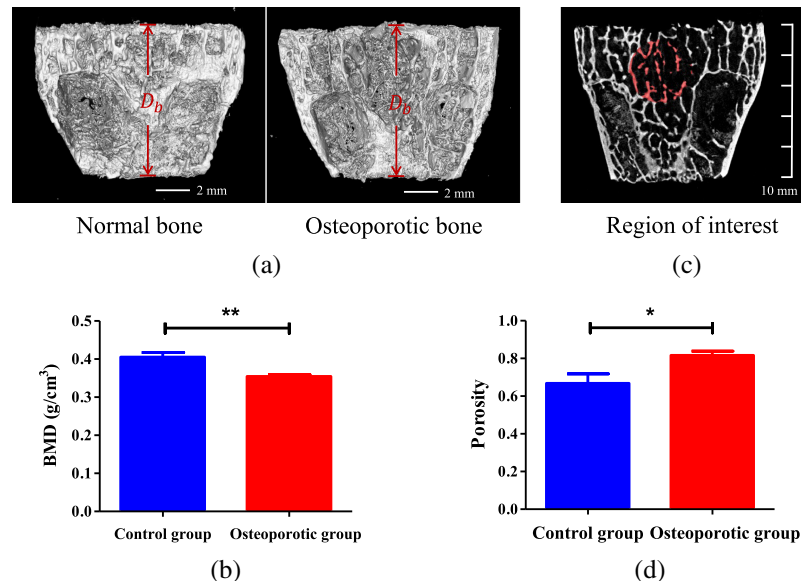 D_b
D_b
2 mm
2 mm
10 mm
Normal bone
Osteoporotic bone
Region of interest
(a)
(c)
**
0.5
0.4
0.3
0.2
0.1
0.0
BMD (g/cm³)
Control group
Osteoporotic group
(b)
*
1.0
0.8
0.6
0.4
0.2
0.0
Porosity
Control group
Osteoporotic group
(d)